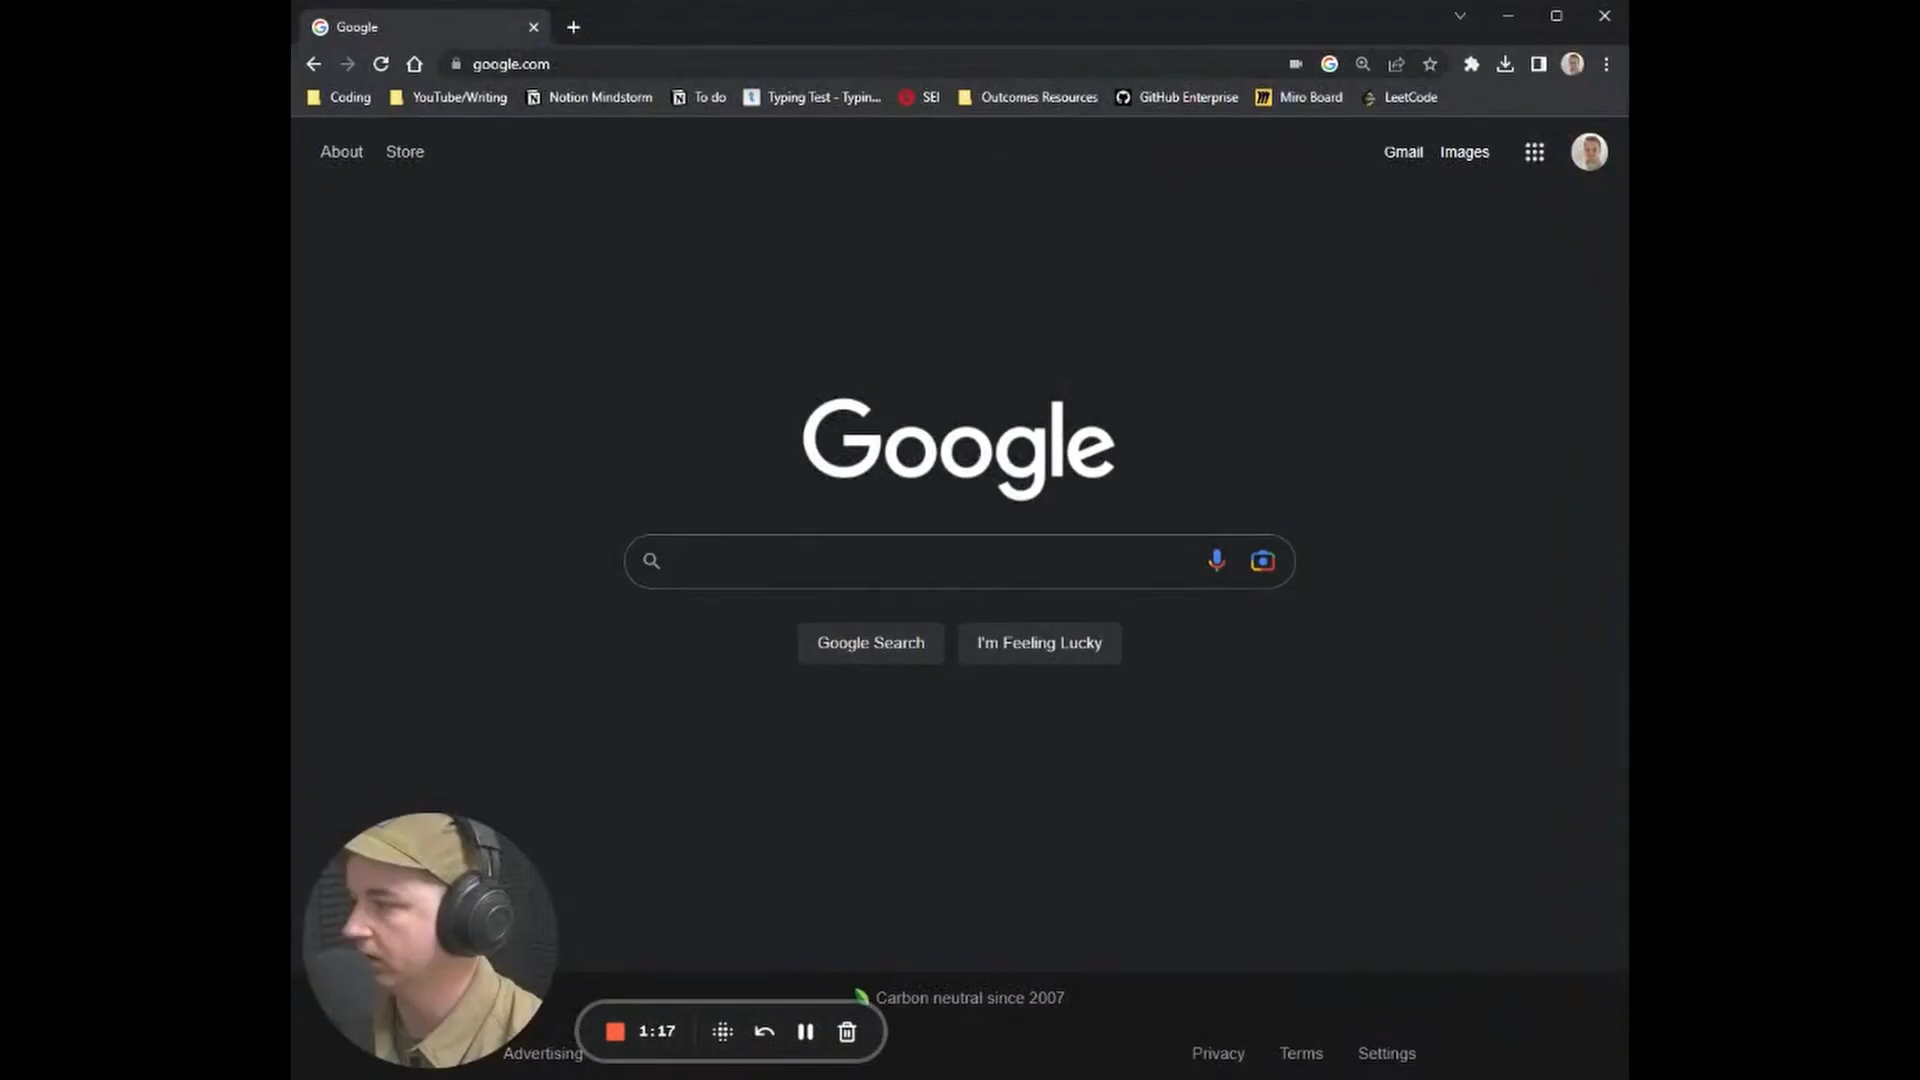 Google
google.com
Coding YouTube/Writing Notion Mindstorm To do Typing Test - Typin... SEI Outcomes Resources GitHub Enterprise Miro Board LeetCode
About Store Gmail Images
Google
Google Search I'm Feeling Lucky
Carbon neutral since 2007
1:17
Advertising Privacy Terms Settings